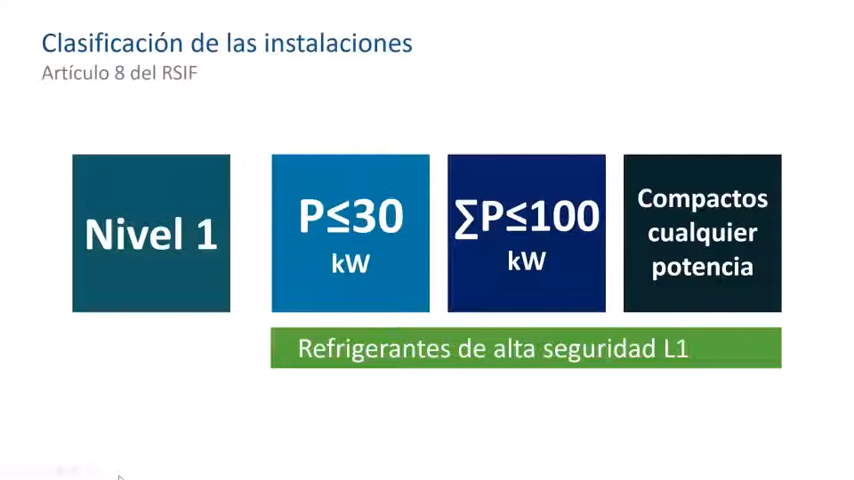 Clasificación de las instalaciones
Artículo 8 del RSIF
Nivel 1
P≤30
kW
∑P≤100
kW
Compactos
cualquier
potencia
Refrigerantes de alta seguridad L1